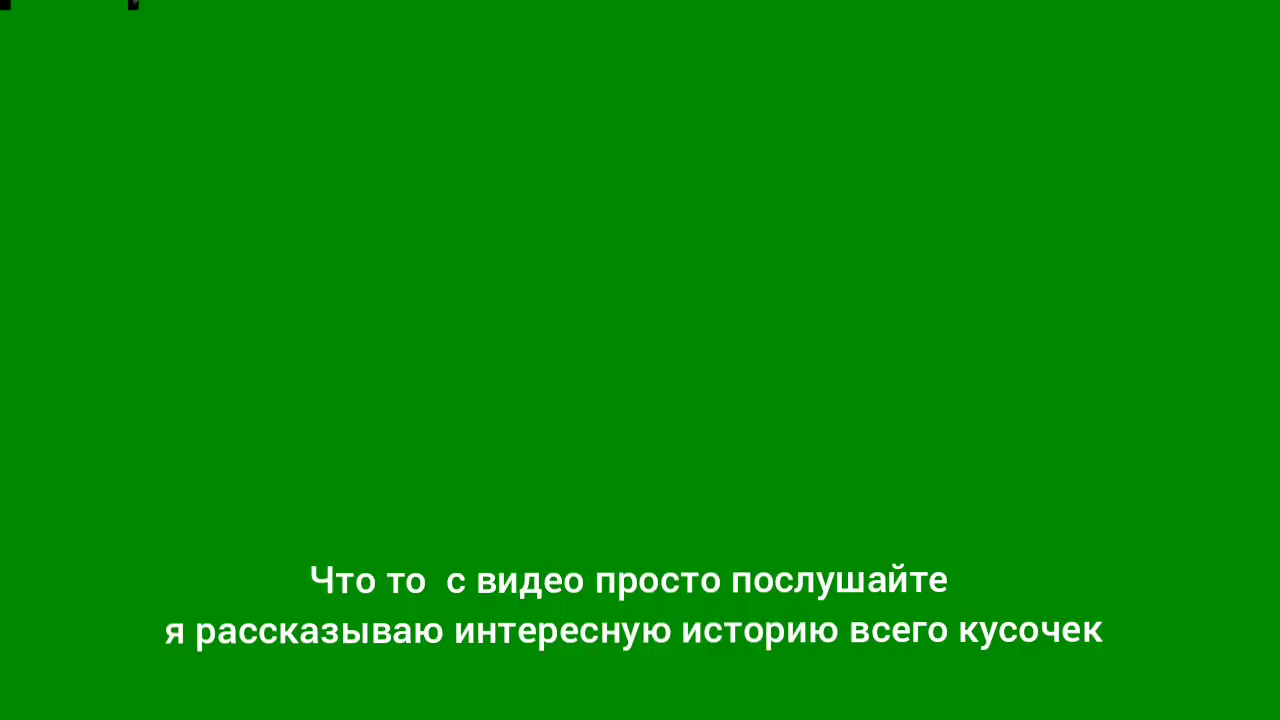 Что то  с видео просто послушайте
я рассказываю интересную историю всего кусочек